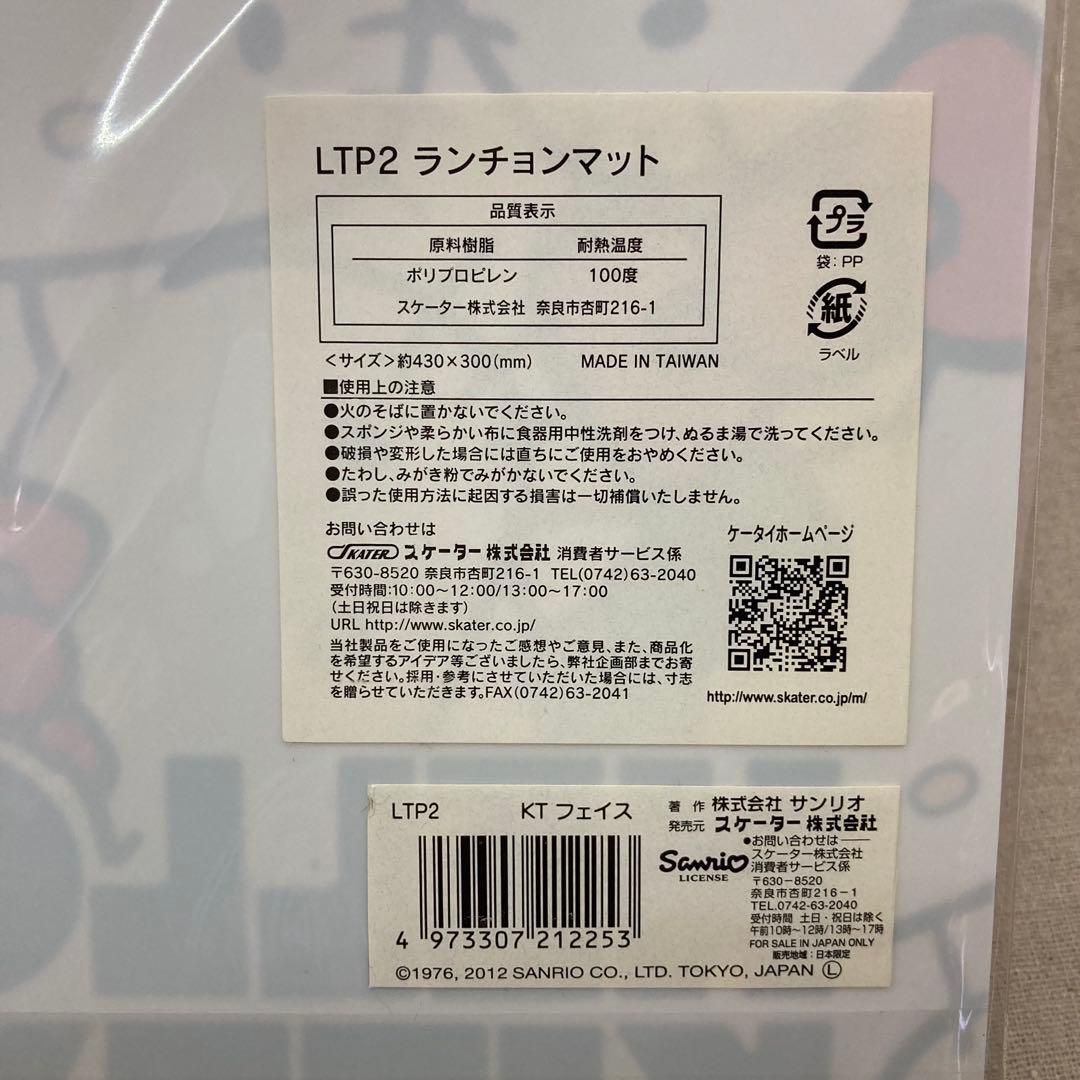 LTP2 ランチョンマット
品質表示
原料樹脂 耐熱温度
ポリプロピレン 100度
スケーター株式会社 奈良市杏町216-1
プラ
袋:PP
紙
ラベル
<サイズ>約430×300(mm) MADE IN TAIWAN
■使用上の注意
●火のそばに置かないでください。
●スポンジや柔らかい布に食器用中性洗剤をつけ、ぬるま湯で洗ってください。
●破損や変形した場合には直ちにご使用をおやめください。
●たわし、みがき粉でみがかないでください。
●誤った使用方法に起因する損害は一切補償いたしません。
お問い合わせは
SKATER スケーター株式会社 消費者サービス係
〒630-8520 奈良市杏町216-1 TEL(0742)63-2040
受付時間:10:00~12:00/13:00~17:00
(土日祝日は除きます)
URL http://www.skater.co.jp/
当社製品をご使用になったご感想やご意見、また、商品化
を希望するアイデア等ございましたら、弊社企画部までお寄
せください。採用・参考にさせていただいた場合には、寸志
を贈らせていただきます。FAX(0742)63-2041
ケータイホームページ
http://www.skater.co.jp/m/
LTP2 KT フェイス
4 973307 212253
©1976, 2012 SANRIO CO., LTD. TOKYO, JAPAN Ⓛ
著作 株式会社 サンリオ
発売元 スケーター株式会社
Sanrio
LICENSE
●お問い合わせは
スケーター株式会社
消費者サービス係
〒630-8520
奈良市杏町216-1
TEL.0742-63-2040
受付時間 土日・祝日は除く
午前10時~12時/13時~17時
FOR SALE IN JAPAN ONLY
販売地域:日本限定